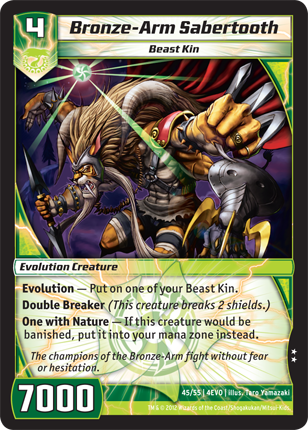 4
Bronze-Arm Sabertooth
Beast Kin
Evolution Creature
Evolution — Put on one of your Beast Kin.
Double Breaker (This creature breaks 2 shields.)
One with Nature — If this creature would be
banished, put it into your mana zone instead.
The champions of the Bronze-Arm fight without fear
or hesitation.
7000
45/55 | 4EVO | illus. Taro Yamazaki
TM & © 2012 Wizards of the Coast/Shogakukan/Mitsui-Kids